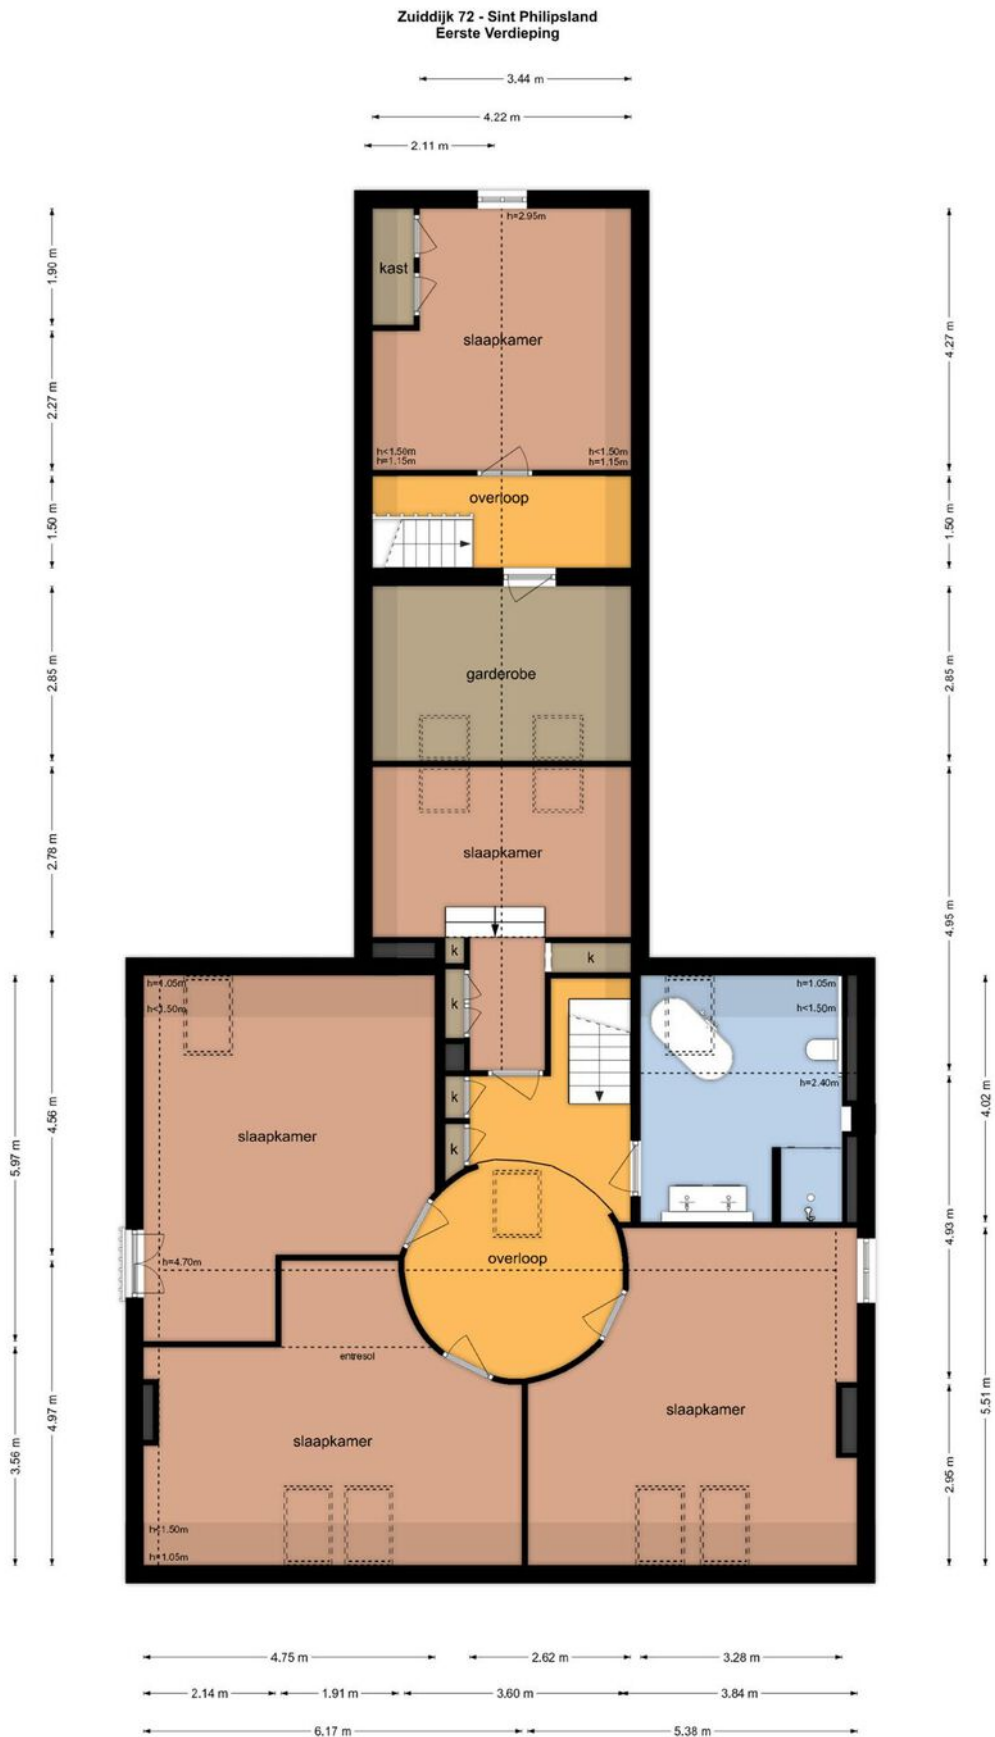 Zuiddijk 72 - Sint Philipsland
Eerste Verdieping
3.44 m
4.22 m
2.11 m
h=2.95m
1.90 m
kast
slaapkamer
4.27 m
2.27 m
h<1.50m
h=1.15m
h<1.50m
h=1.15m
overloop
1.50 m
1.50 m
2.85 m
garderobe
2.85 m
2.78 m
slaapkamer
4.95 m
k
k
h=1.05m
h<1.50m
k
h=1.05m
h<1.50m
h=2.40m
k
4.02 m
4.56 m
5.97 m
slaapkamer
k
4.93 m
overloop
h=4.70m
entresol
5.51 m
4.97 m
3.56 m
slaapkamer
slaapkamer
2.95 m
h<1.50m
h=1.05m
4.75 m
2.62 m
3.28 m
2.14 m
1.91 m
3.60 m
3.84 m
6.17 m
5.38 m